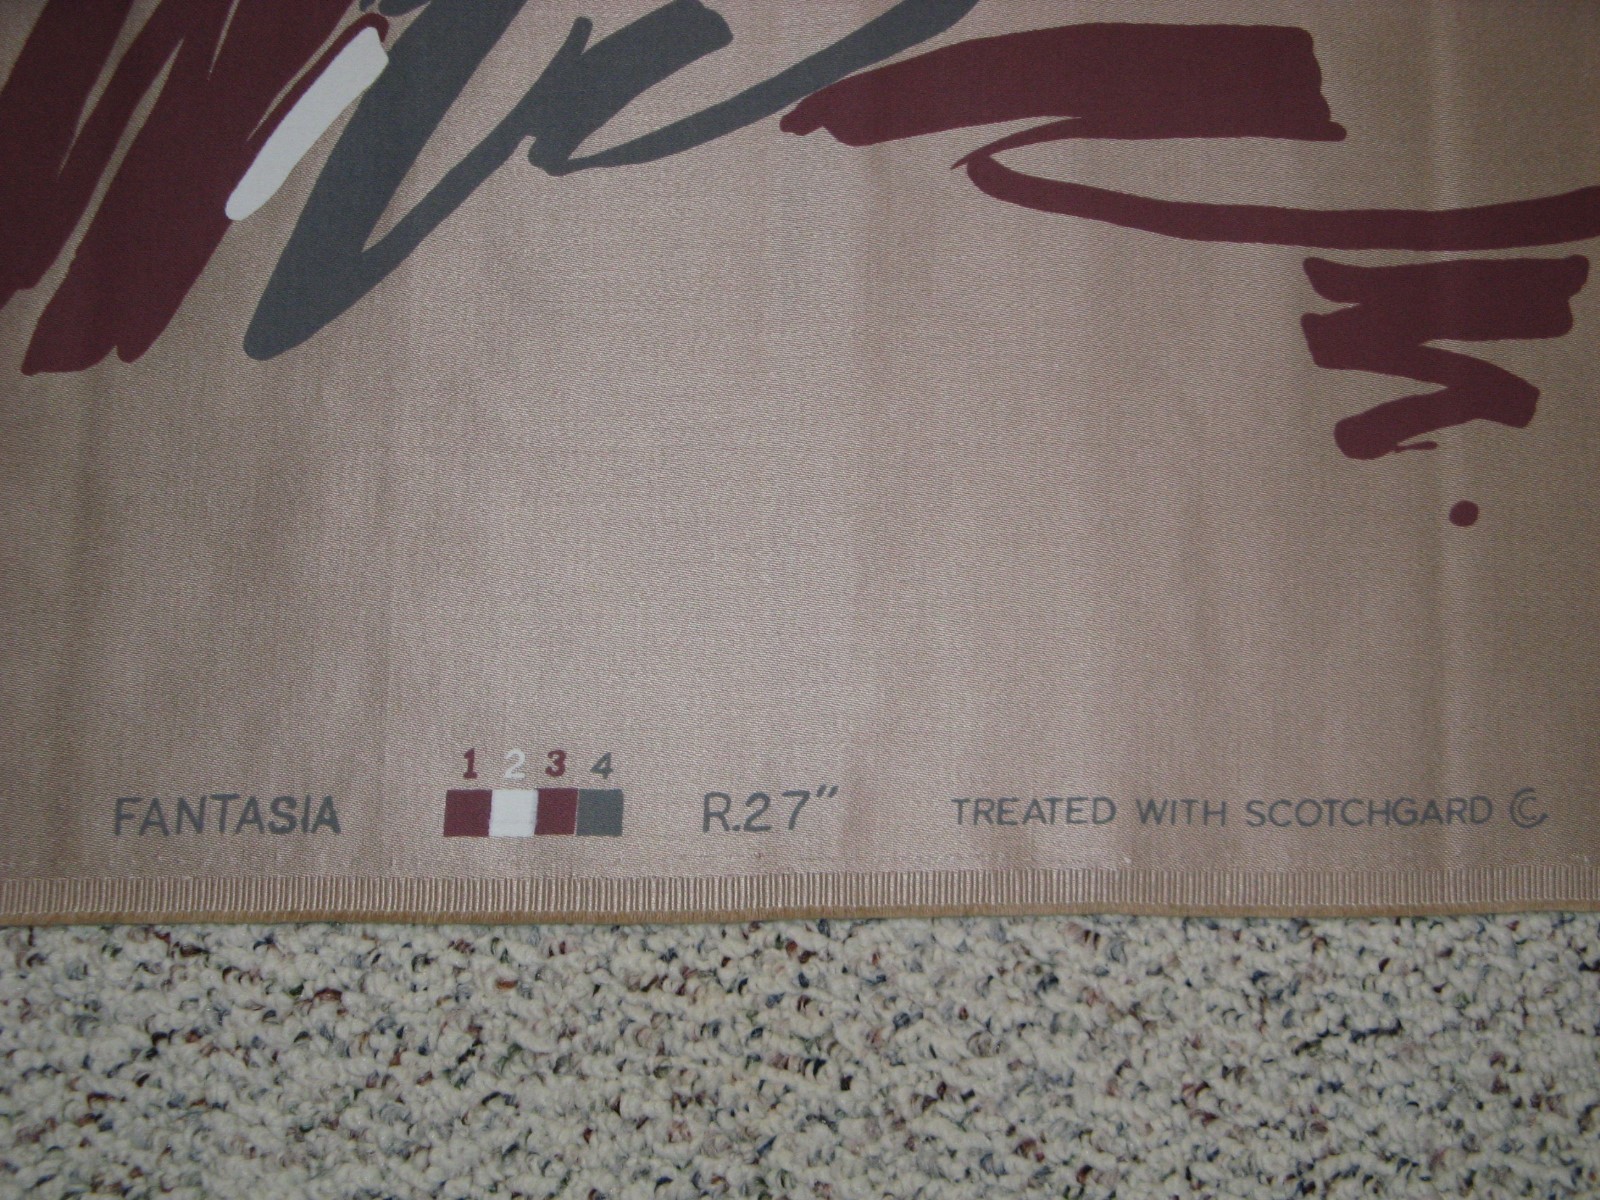 1 2 3 4
FANTASIA R.27" TREATED WITH SCOTCHGARD ©